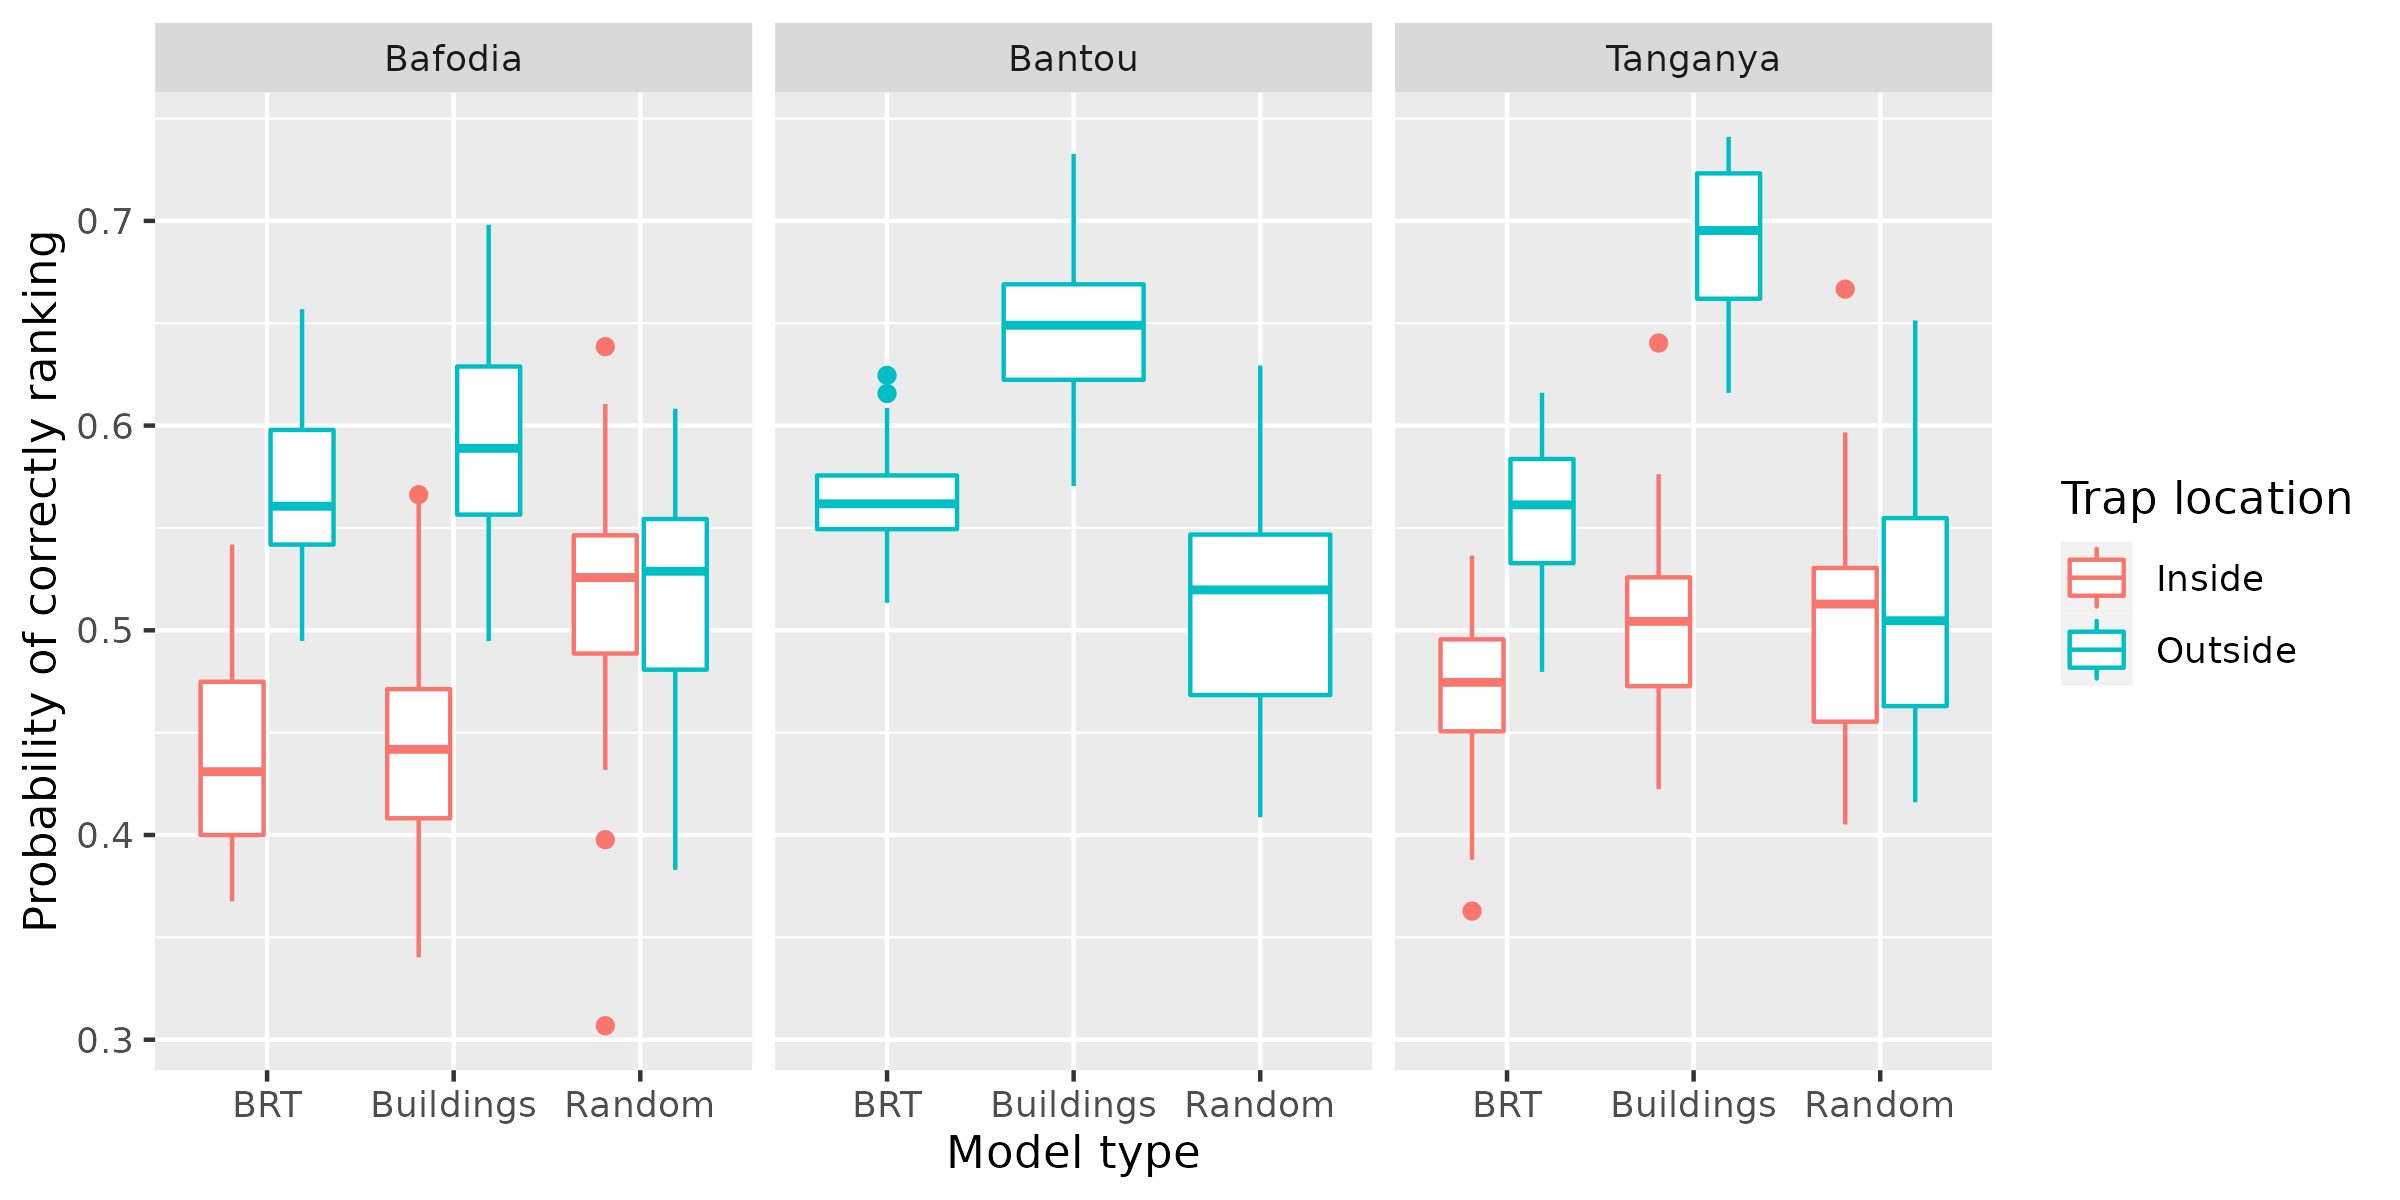 Bafodia Bantou Tanganya
Probability of correctly ranking
0.7
0.6
0.5
0.4
0.3
BRT Buildings Random BRT Buildings Random BRT Buildings Random
Model type
Trap location
Inside
Outside